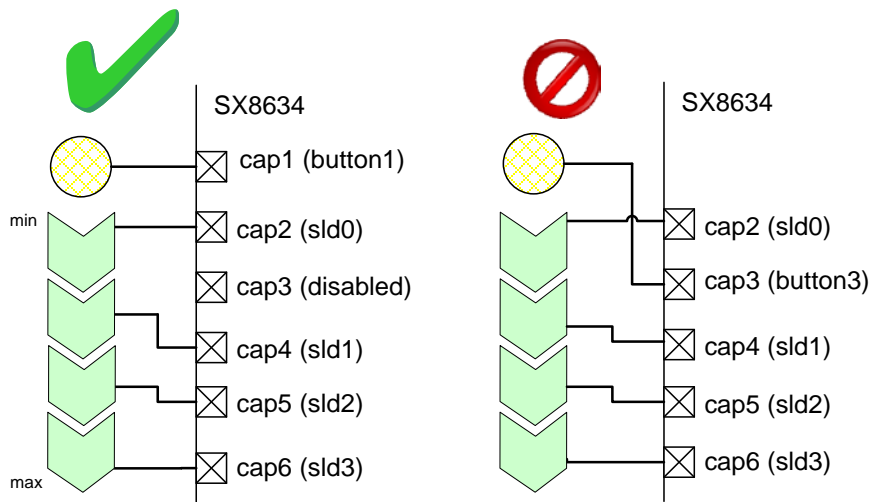 SX8634
cap1 (button1)
min
cap2 (sld0)
cap3 (disabled)
cap4 (sld1)
cap5 (sld2)
cap6 (sld3)
max
SX8634
cap2 (sld0)
cap3 (button3)
cap4 (sld1)
cap5 (sld2)
cap6 (sld3)